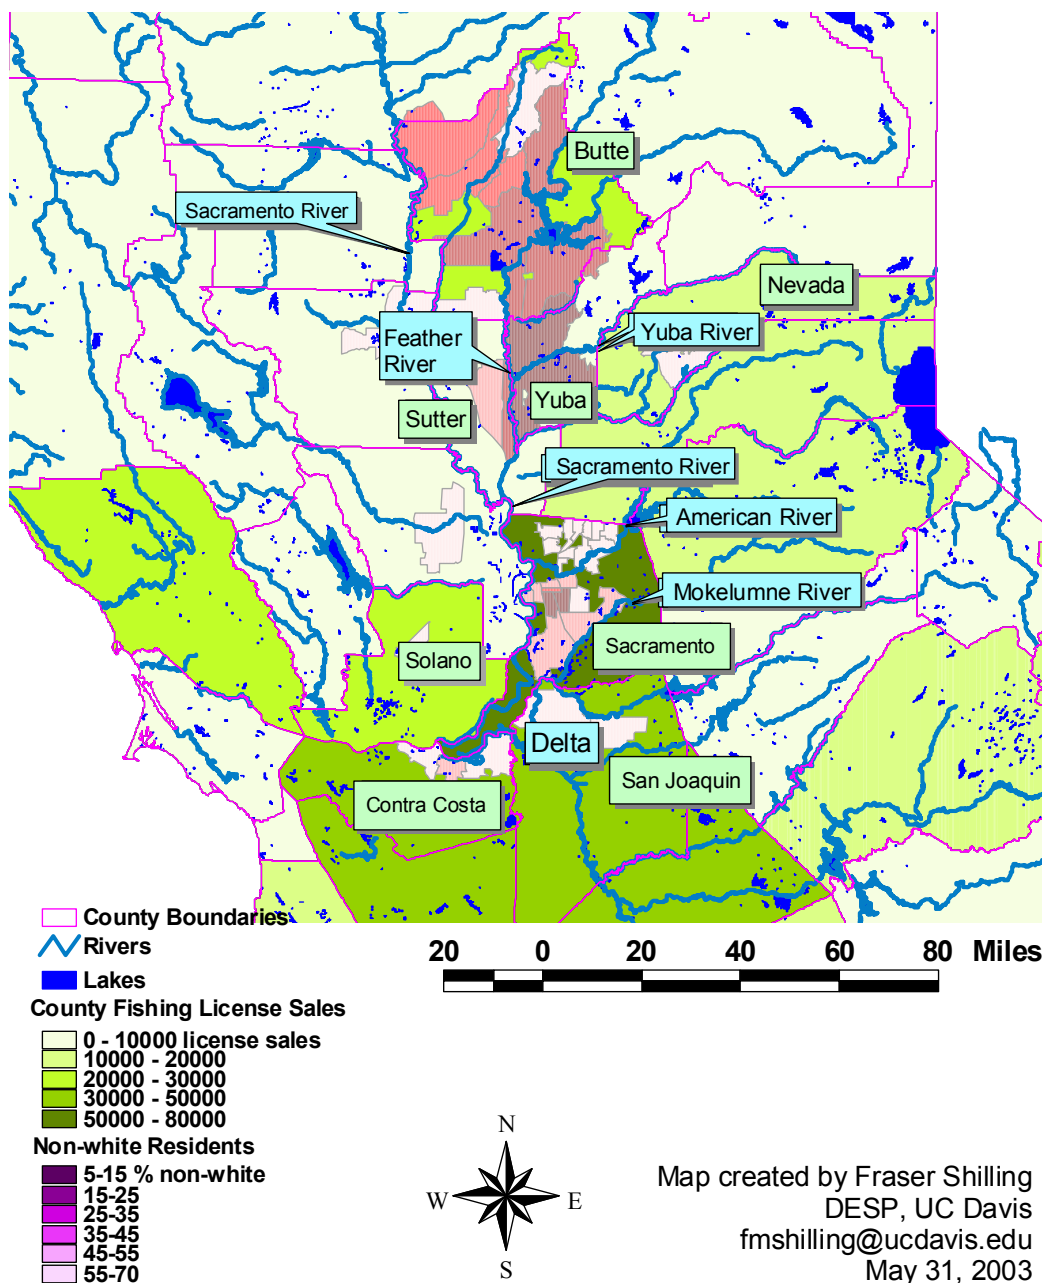 Butte
Sacramento River
Nevada
Feather
River
Yuba River
Yuba
Sutter
Sacramento River
American River
Mokelumne River
Solano
Sacramento
Delta
San Joaquin
Contra Costa
County Boundaries
Rivers
Lakes
20 0 20 40 60 80 Miles
County Fishing License Sales
0 - 10000 license sales
10000 - 20000
20000 - 30000
30000 - 50000
50000 - 80000
Non-white Residents
5-15 % non-white
15-25
25-35
35-45
45-55
55-70
N
W E
S
Map created by Fraser Shilling
DESP, UC Davis
fmshilling@ucdavis.edu
May 31, 2003